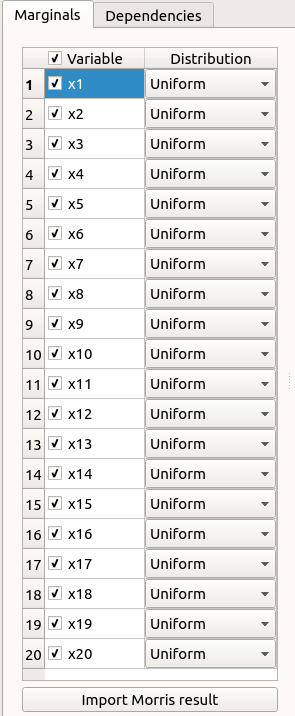 Marginals Dependencies
Variable Distribution
1 x1 Uniform
2 x2 Uniform
3 x3 Uniform
4 x4 Uniform
5 x5 Uniform
6 x6 Uniform
7 x7 Uniform
8 x8 Uniform
9 x9 Uniform
10 x10 Uniform
11 x11 Uniform
12 x12 Uniform
13 x13 Uniform
14 x14 Uniform
15 x15 Uniform
16 x16 Uniform
17 x17 Uniform
18 x18 Uniform
19 x19 Uniform
20 x20 Uniform
Import Morris result